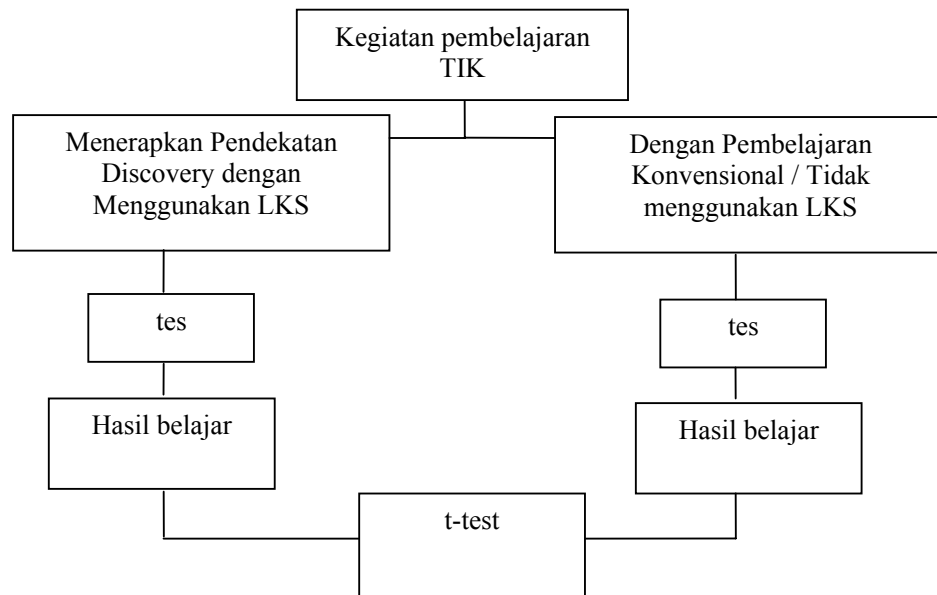 Kegiatan pembelajaran
TIK
Menerapkan Pendekatan
Discovery dengan
Menggunakan LKS
Dengan Pembelajaran
Konvensional / Tidak
menggunakan LKS
tes
tes
Hasil belajar
Hasil belajar
t-test